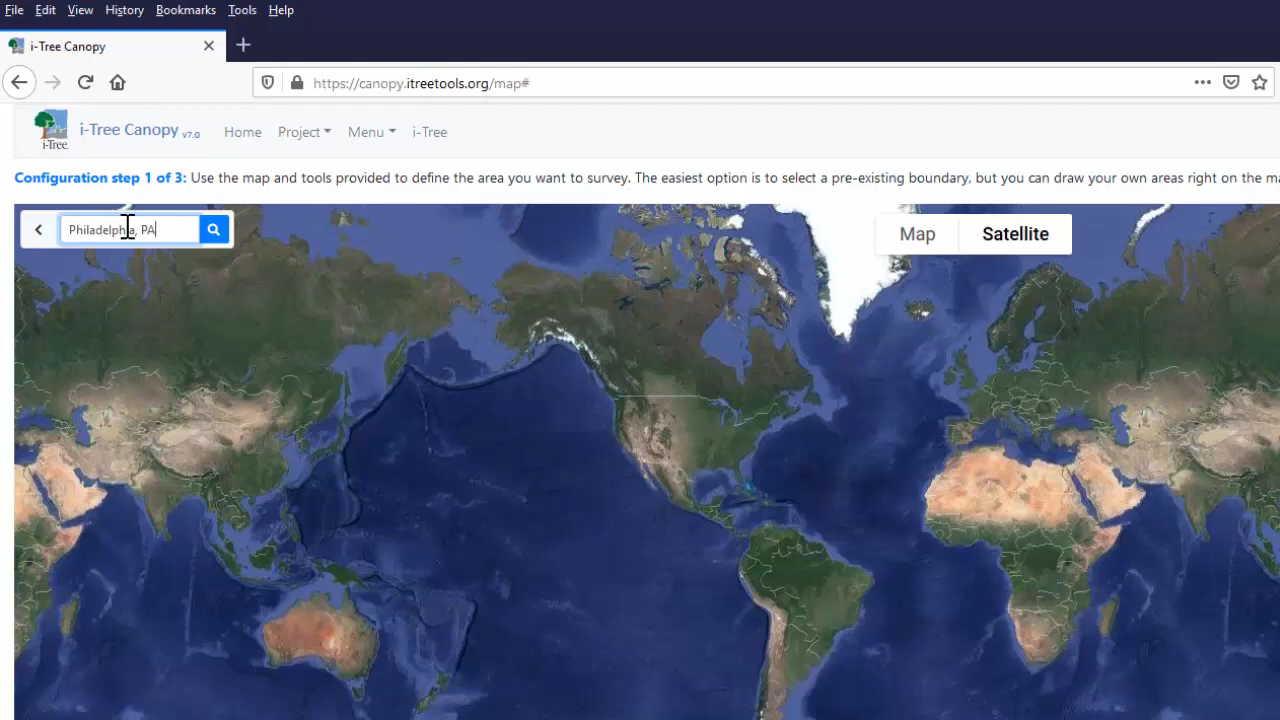 File Edit View History Bookmarks Tools Help
i-Tree Canopy
https://canopy.itreetools.org/map#
i-Tree.
i-Tree Canopy v7.0 Home Project Menu i-Tree
Configuration step 1 of 3: Use the map and tools provided to define the area you want to survey. The easiest option is to select a pre-existing boundary, but you can draw your own areas right on the ma
Philadelphia, PA
Map Satellite